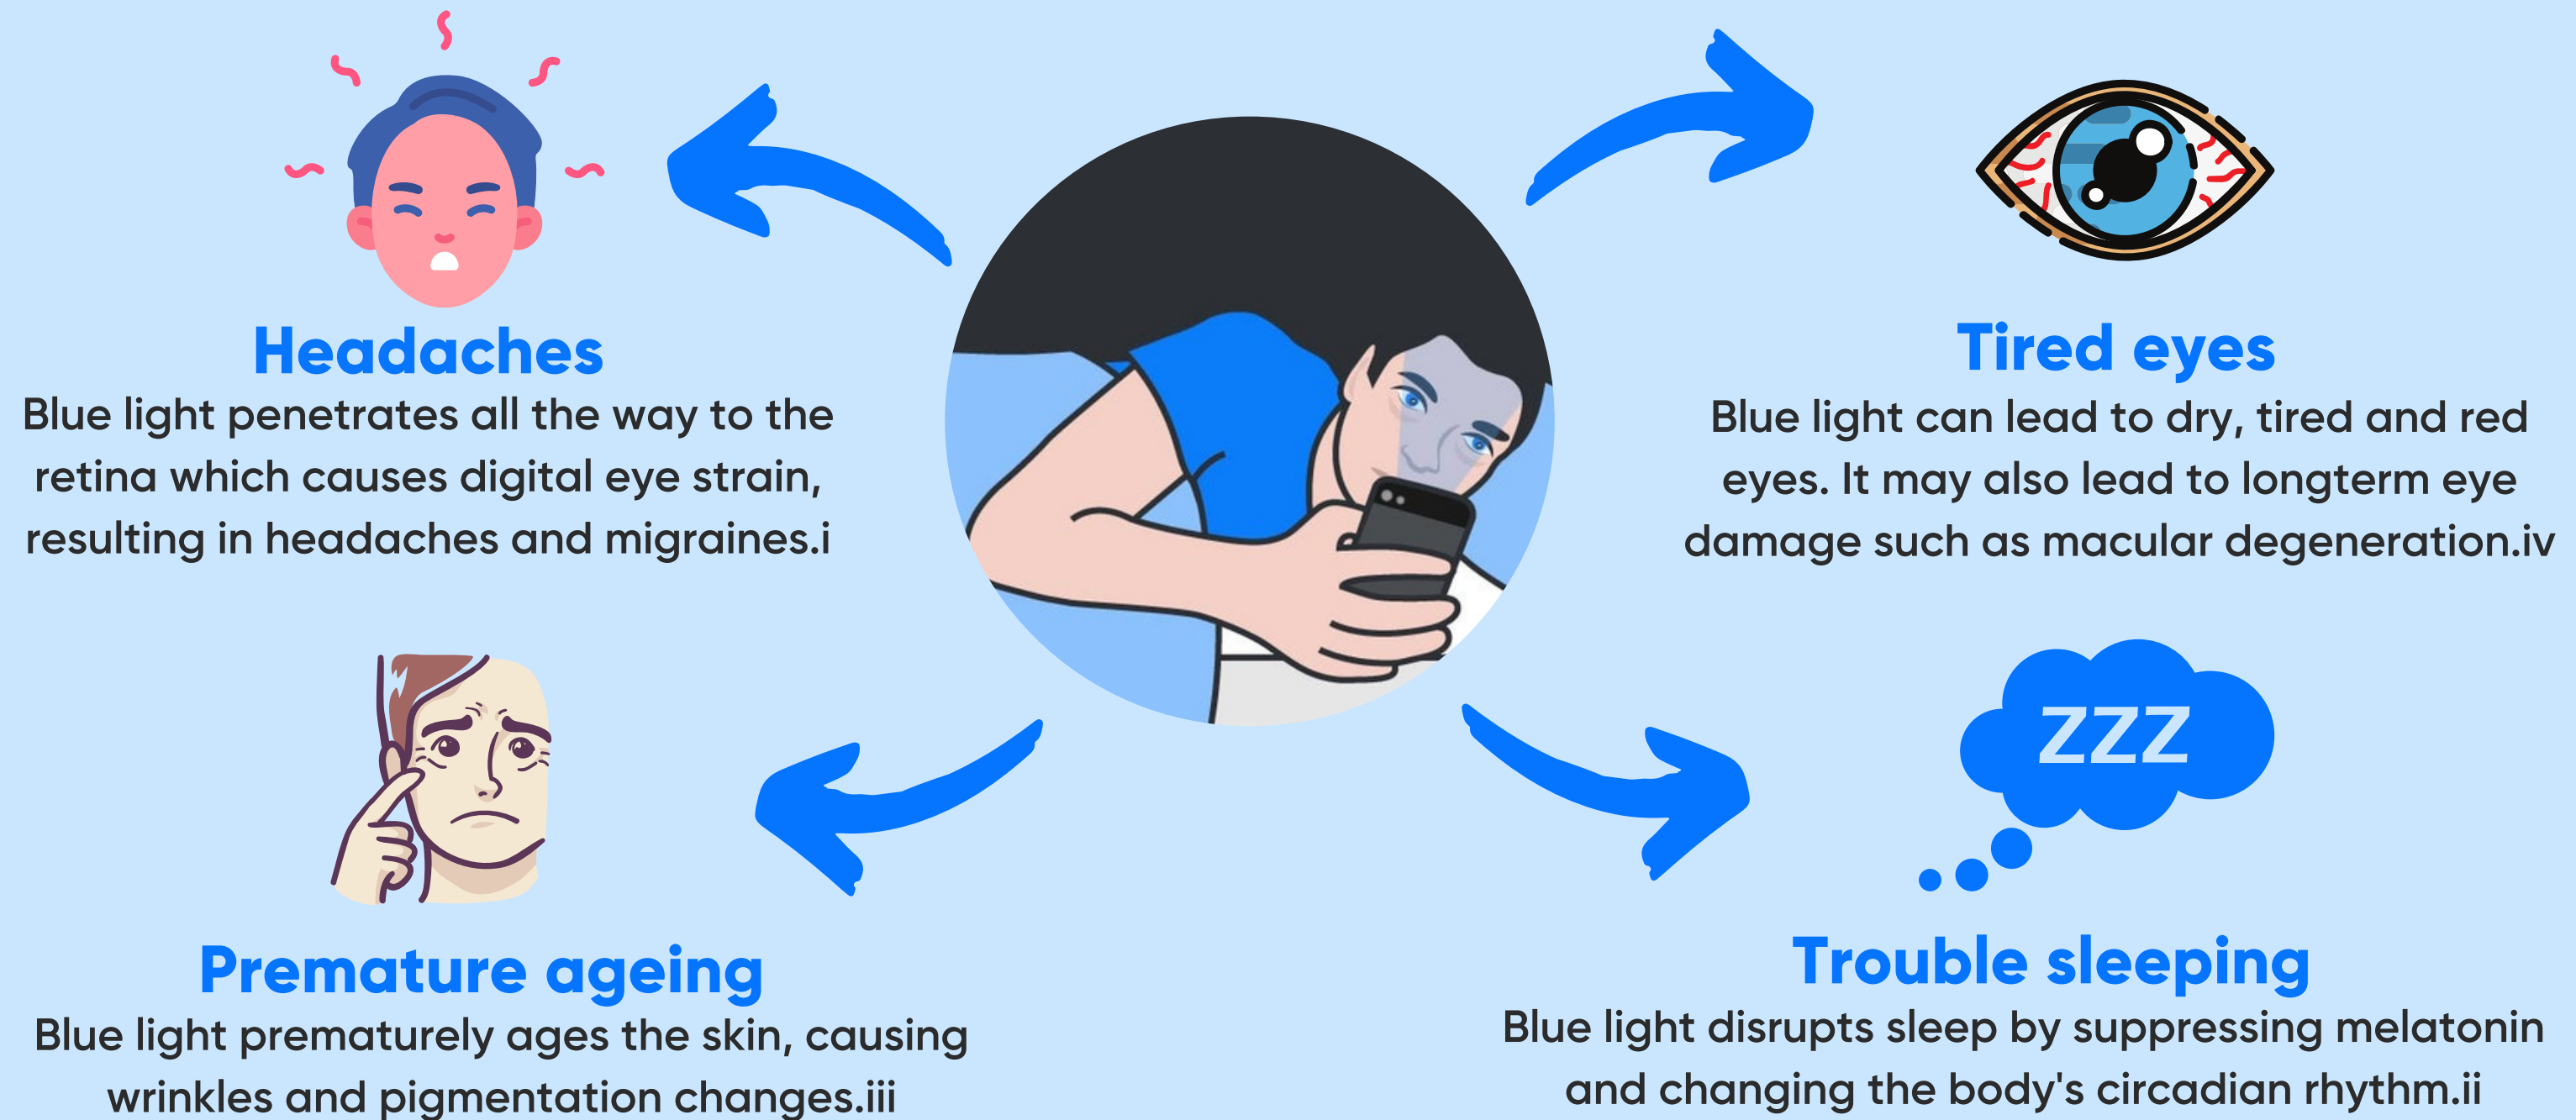 Headaches
Blue light penetrates all the way to the
retina which causes digital eye strain,
resulting in headaches and migraines.i
Tired eyes
Blue light can lead to dry, tired and red
eyes. It may also lead to longterm eye
damage such as macular degeneration.iv
Premature ageing
Blue light prematurely ages the skin, causing
wrinkles and pigmentation changes.iii
ZZZ
Trouble sleeping
Blue light disrupts sleep by suppressing melatonin
and changing the body's circadian rhythm.ii